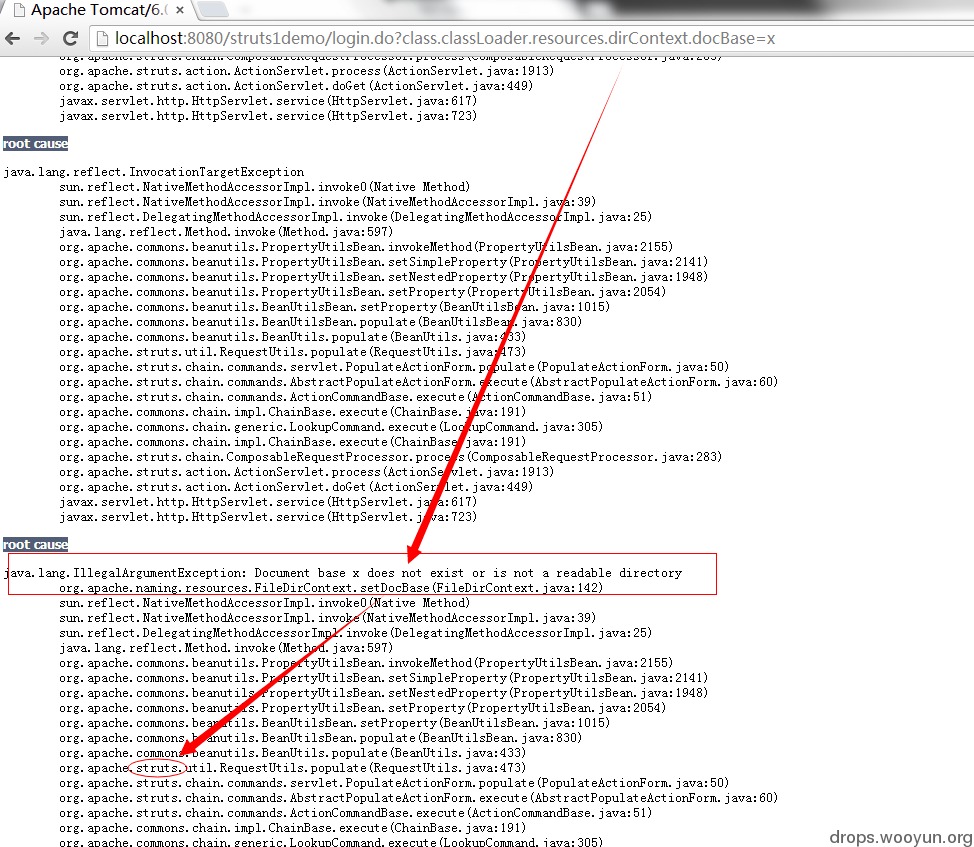 Apache Tomcat/6.0
localhost:8080/struts1demo/login.do?class.classLoader.resources.dirContext.docBase=x
org.apache.struts.chain.ComposableRequestProcessor.process(ComposableRequestProcessor.java:283)
org.apache.struts.action.ActionServlet.process(ActionServlet.java:1913)
org.apache.struts.action.ActionServlet.doGet(ActionServlet.java:449)
javax.servlet.http.HttpServlet.service(HttpServlet.java:617)
javax.servlet.http.HttpServlet.service(HttpServlet.java:723)
root cause
java.lang.reflect.InvocationTargetException
sun.reflect.NativeMethodAccessorImpl.invoke0(Native Method)
sun.reflect.NativeMethodAccessorImpl.invoke(NativeMethodAccessorImpl.java:39)
sun.reflect.DelegatingMethodAccessorImpl.invoke(DelegatingMethodAccessorImpl.java:25)
java.lang.reflect.Method.invoke(Method.java:597)
org.apache.commons.beanutils.PropertyUtilsBean.invokeMethod(PropertyUtilsBean.java:2155)
org.apache.commons.beanutils.PropertyUtilsBean.setSimpleProperty(PropertyUtilsBean.java:2141)
org.apache.commons.beanutils.PropertyUtilsBean.setNestedProperty(PropertyUtilsBean.java:1948)
org.apache.commons.beanutils.PropertyUtilsBean.setProperty(PropertyUtilsBean.java:2054)
org.apache.commons.beanutils.BeanUtilsBean.setProperty(BeanUtilsBean.java:1015)
org.apache.commons.beanutils.BeanUtilsBean.populate(BeanUtilsBean.java:830)
org.apache.commons.beanutils.BeanUtils.populate(BeanUtils.java:433)
org.apache.struts.util.RequestUtils.populate(RequestUtils.java:473)
org.apache.struts.chain.commands.servlet.PopulateActionForm.populate(PopulateActionForm.java:50)
org.apache.struts.chain.commands.AbstractPopulateActionForm.execute(AbstractPopulateActionForm.java:60)
org.apache.struts.chain.commands.ActionCommandBase.execute(ActionCommandBase.java:51)
org.apache.commons.chain.impl.ChainBase.execute(ChainBase.java:191)
org.apache.commons.chain.generic.LookupCommand.execute(LookupCommand.java:305)
org.apache.commons.chain.impl.ChainBase.execute(ChainBase.java:191)
org.apache.struts.chain.ComposableRequestProcessor.process(ComposableRequestProcessor.java:283)
org.apache.struts.action.ActionServlet.process(ActionServlet.java:1913)
org.apache.struts.action.ActionServlet.doGet(ActionServlet.java:449)
javax.servlet.http.HttpServlet.service(HttpServlet.java:617)
javax.servlet.http.HttpServlet.service(HttpServlet.java:723)
root cause
java.lang.IllegalArgumentException: Document base x does not exist or is not a readable directory
org.apache.naming.resources.FileDirContext.setDocBase(FileDirContext.java:142)
sun.reflect.NativeMethodAccessorImpl.invoke0(Native Method)
sun.reflect.NativeMethodAccessorImpl.invoke(NativeMethodAccessorImpl.java:39)
sun.reflect.DelegatingMethodAccessorImpl.invoke(DelegatingMethodAccessorImpl.java:25)
java.lang.reflect.Method.invoke(Method.java:597)
org.apache.commons.beanutils.PropertyUtilsBean.invokeMethod(PropertyUtilsBean.java:2155)
org.apache.commons.beanutils.PropertyUtilsBean.setSimpleProperty(PropertyUtilsBean.java:2141)
org.apache.commons.beanutils.PropertyUtilsBean.setNestedProperty(PropertyUtilsBean.java:1948)
org.apache.commons.beanutils.PropertyUtilsBean.setProperty(PropertyUtilsBean.java:2054)
org.apache.commons.beanutils.BeanUtilsBean.setProperty(BeanUtilsBean.java:1015)
org.apache.commons.beanutils.BeanUtilsBean.populate(BeanUtilsBean.java:830)
org.apache.commons.beanutils.BeanUtils.populate(BeanUtils.java:433)
org.apache.struts.util.RequestUtils.populate(RequestUtils.java:473)
org.apache.struts.chain.commands.servlet.PopulateActionForm.populate(PopulateActionForm.java:50)
org.apache.struts.chain.commands.AbstractPopulateActionForm.execute(AbstractPopulateActionForm.java:60)
org.apache.struts.chain.commands.ActionCommandBase.execute(ActionCommandBase.java:51)
org.apache.commons.chain.impl.ChainBase.execute(ChainBase.java:191)
org.apache.commons.chain.generic.LookupCommand.execute(LookupCommand.java:305)
drops.wooyun.org